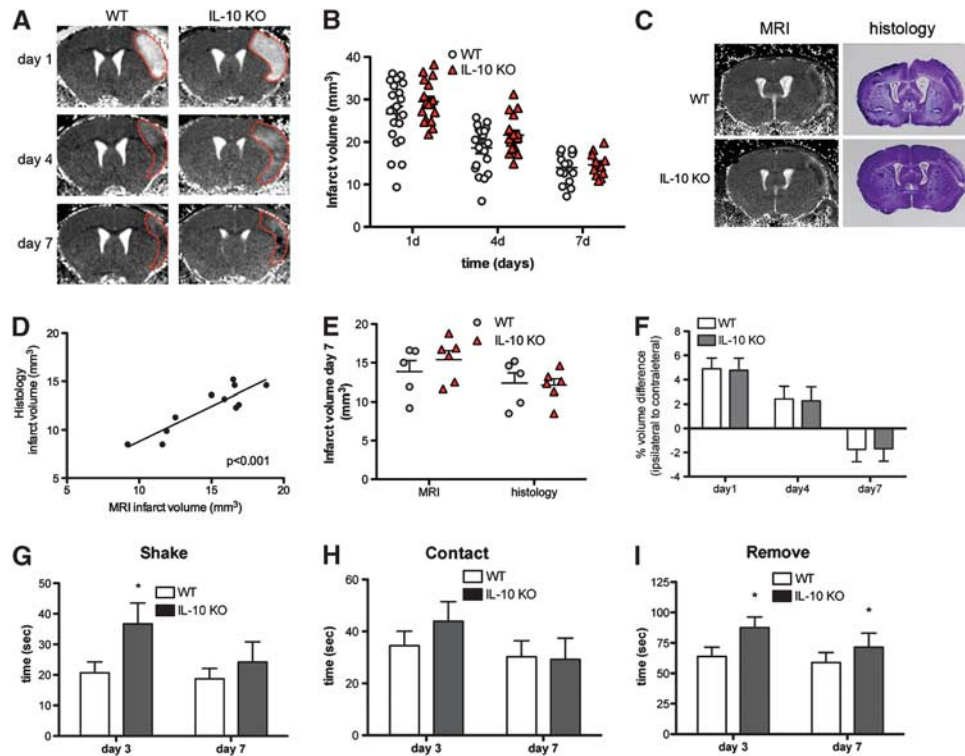 A
WT IL-10 KO
day 1
day 4
day 7
B
Infarct volume (mm³)
40
30
20
10
0
WT
IL-10 KO
1d 4d 7d
time (days)
C
MRI histology
WT
IL-10 KO
D
Histology
infarct volume (mm³)
20
15
10
5
5 10 15 20
MRI infarct volume (mm³)
p<0.001
E
Infarct volume day 7
(mm³)
20
15
10
5
0
WT
IL-10 KO
MRI histology
F
% volume difference
(ipsilateral to contralateral)
8
6
4
2
0
-2
-4
WT
IL-10 KO
day1 day4 day7
G
Shake
time (sec)
50
40
30
20
10
0
*
WT
IL-10 KO
day 3 day 7
H
Contact
time (sec)
60
40
20
0
WT
IL-10 KO
day 3 day 7
I
Remove
time (sec)
125
100
75
50
25
0
* *
WT
IL-10 KO
day 3 day 7